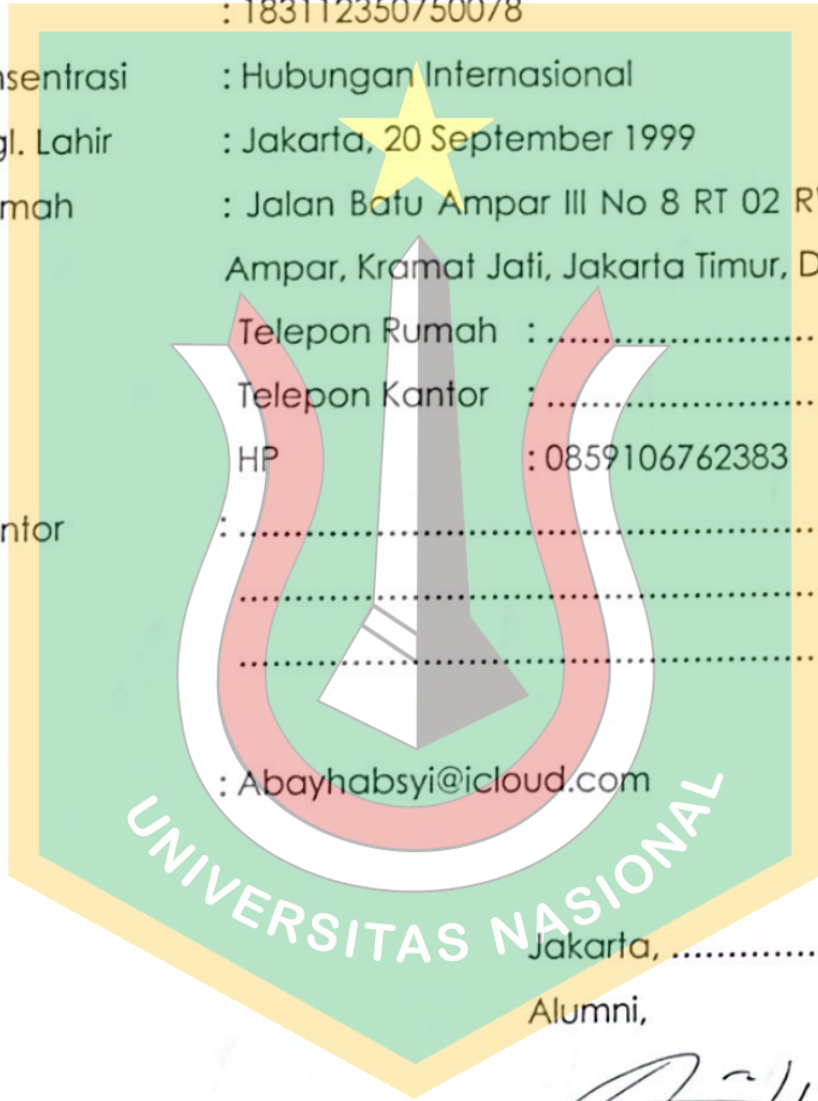 : 183112350750078
nsentrasi : Hubungan Internasional
gl. Lahir : Jakarta, 20 September 1999
mah : Jalan Batu Ampar III No 8 RT 02 R
Ampar, Kramat Jati, Jakarta Timur, D
Telepon Rumah : ........................
Telepon Kantor : ........................
HP : 0859106762383
ntor : ..................................................
..................................................
..................................................
: Abayhabsyi@icloud.com
UNIVERSITAS NASIONAL
Jakarta, .............
Alumni,